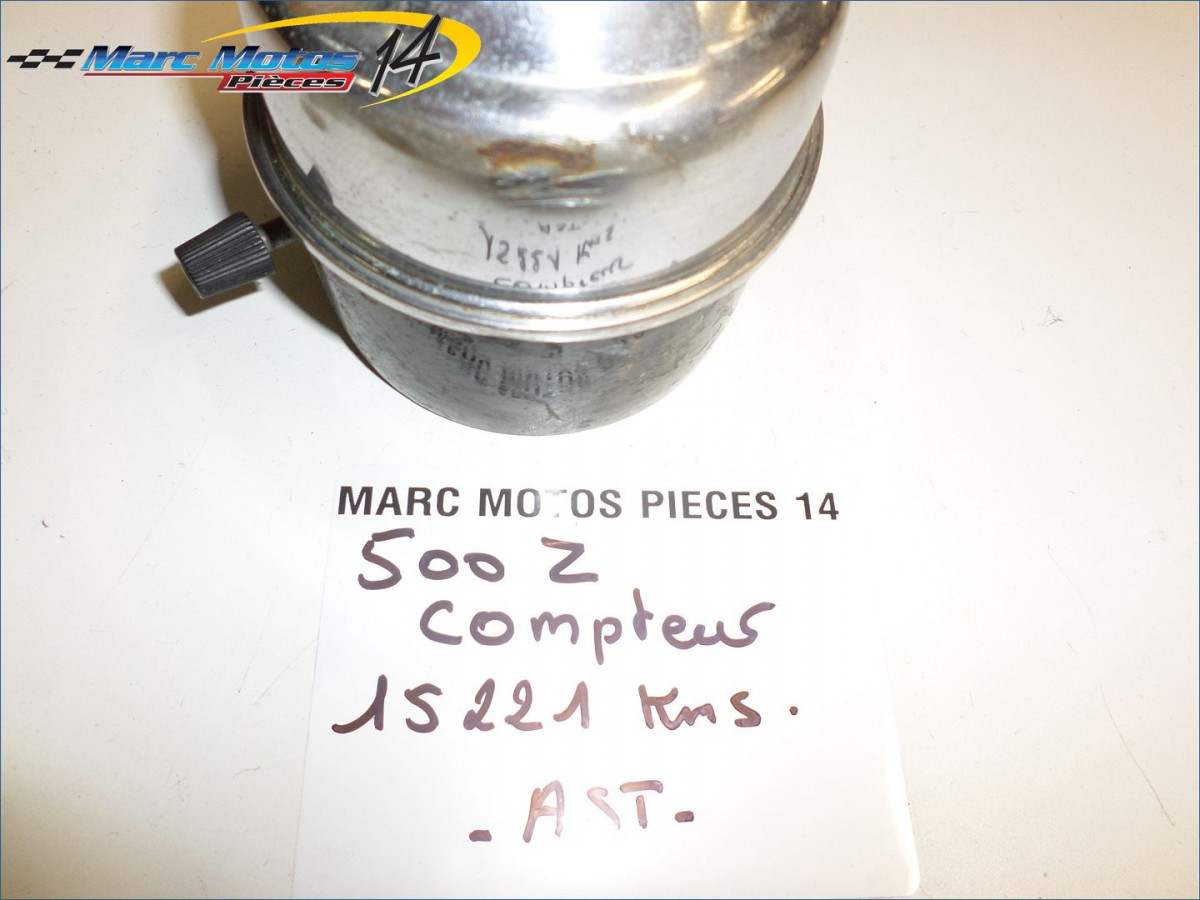 Marc Motos 14
Pièces
MARC MOTOS PIECES 14
500 Z
Compteur
15221 Kms.
- AST -